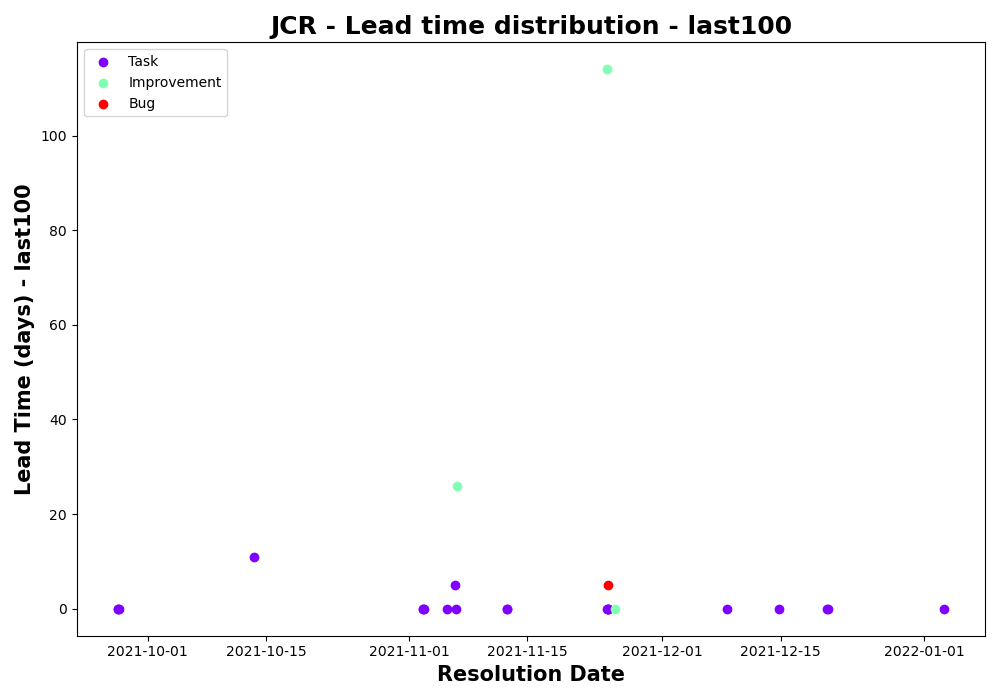 JCR - Lead time distribution - last100
Task
Improvement
Bug
Lead Time (days) - last100
100
80
60
40
20
0
2021-10-01
2021-10-15
2021-11-01
2021-11-15
2021-12-01
2021-12-15
2022-01-01
Resolution Date